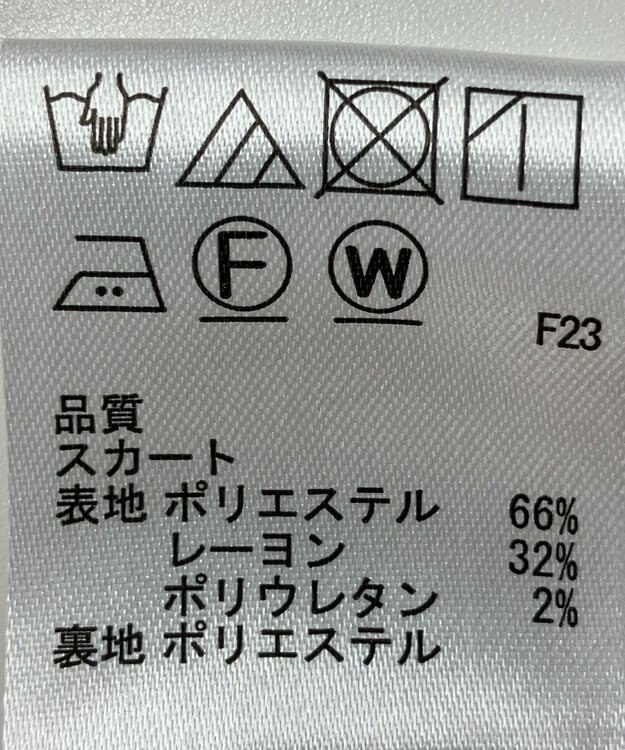 F W
F23
品質
スカート
表地 ポリエステル 66%
レーヨン 32%
ポリウレタン 2%
裏地 ポリエステル